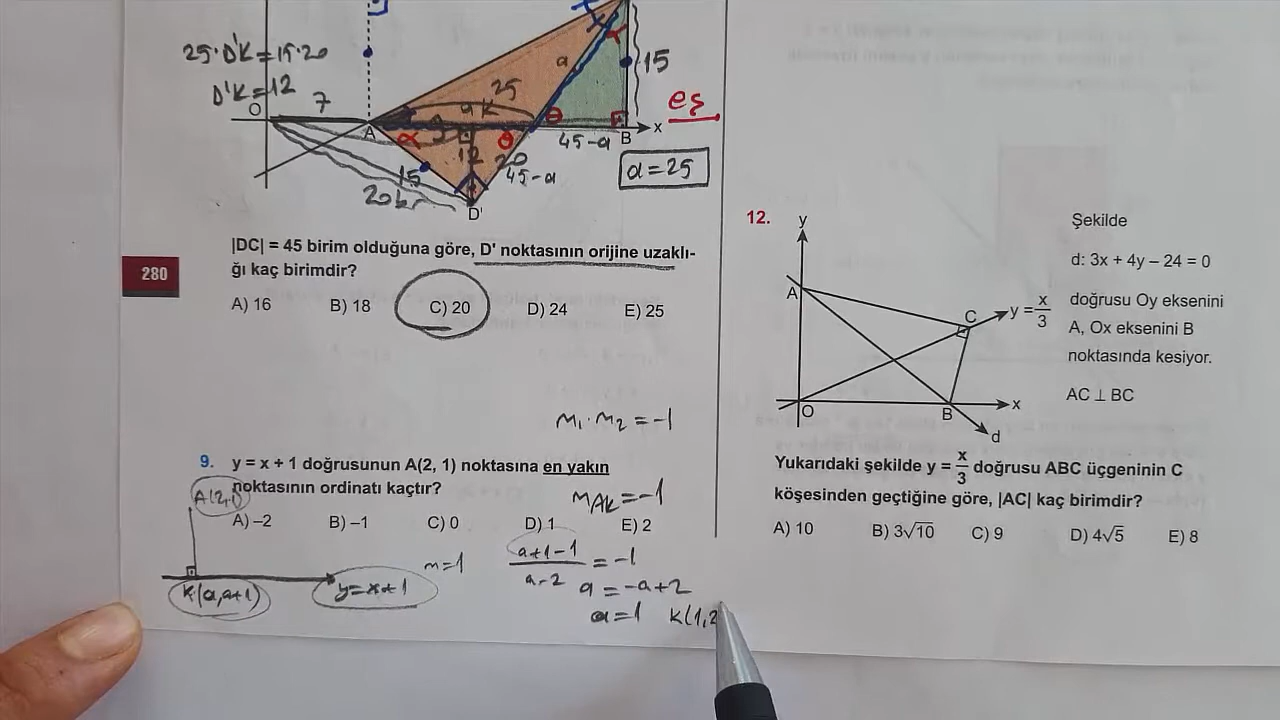 25·D'K=15·20
D'K=12
O
7
A
25
a
15
eş
α
θ
θ
B
x
45-a
12
20
45-a
15
20br
D'
a=25
|DC| = 45 birim olduğuna göre, D' noktasının orijine uzaklı-
ğı kaç birimdir?
280
A) 16 B) 18 C) 20 D) 24 E) 25
m₁·m₂=-1
9. y = x + 1 doğrusunun A(2, 1) noktasına en yakın
noktasının ordinatı kaçtır?
A(2,1)
m_AK=-1
A) –2 B) –1 C) 0 D) 1 E) 2
m=1
a+1-1
a-2
=-1
a=-a+2
a=1 K(1,2
K(a,a+1)
y=x+1
12.
y
A
O
B
C
x
d
y = x/3
Şekilde
d: 3x + 4y – 24 = 0
doğrusu Oy eksenini
A, Ox eksenini B
noktasında kesiyor.
AC ⊥ BC
Yukarıdaki şekilde y = x/3 doğrusu ABC üçgeninin C
köşesinden geçtiğine göre, |AC| kaç birimdir?
A) 10 B) 3√10 C) 9 D) 4√5 E) 8